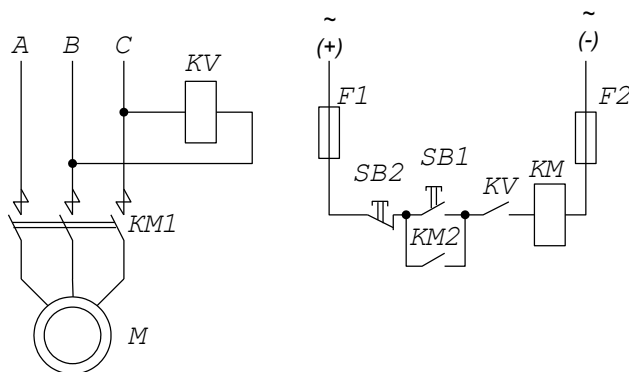 A B C
KV
KM1
M
~ ~
(+) (-)
F1 F2
SB2 SB1 KV KM
KM2